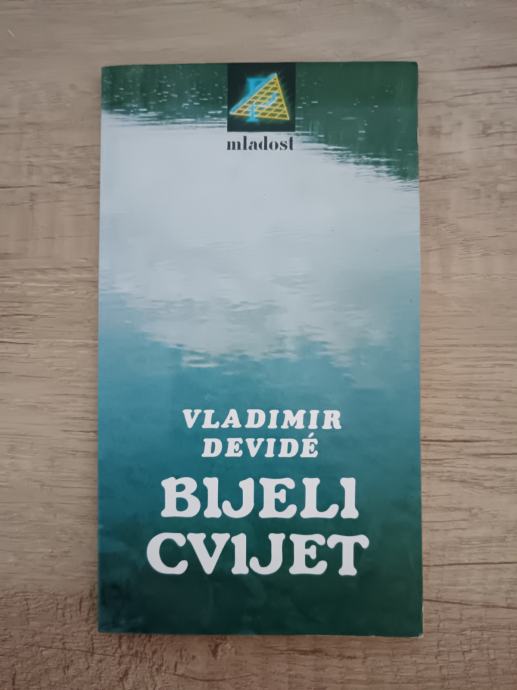 mladost
VLADIMIR
DEVIDÉ
BIJELI
CVIJET